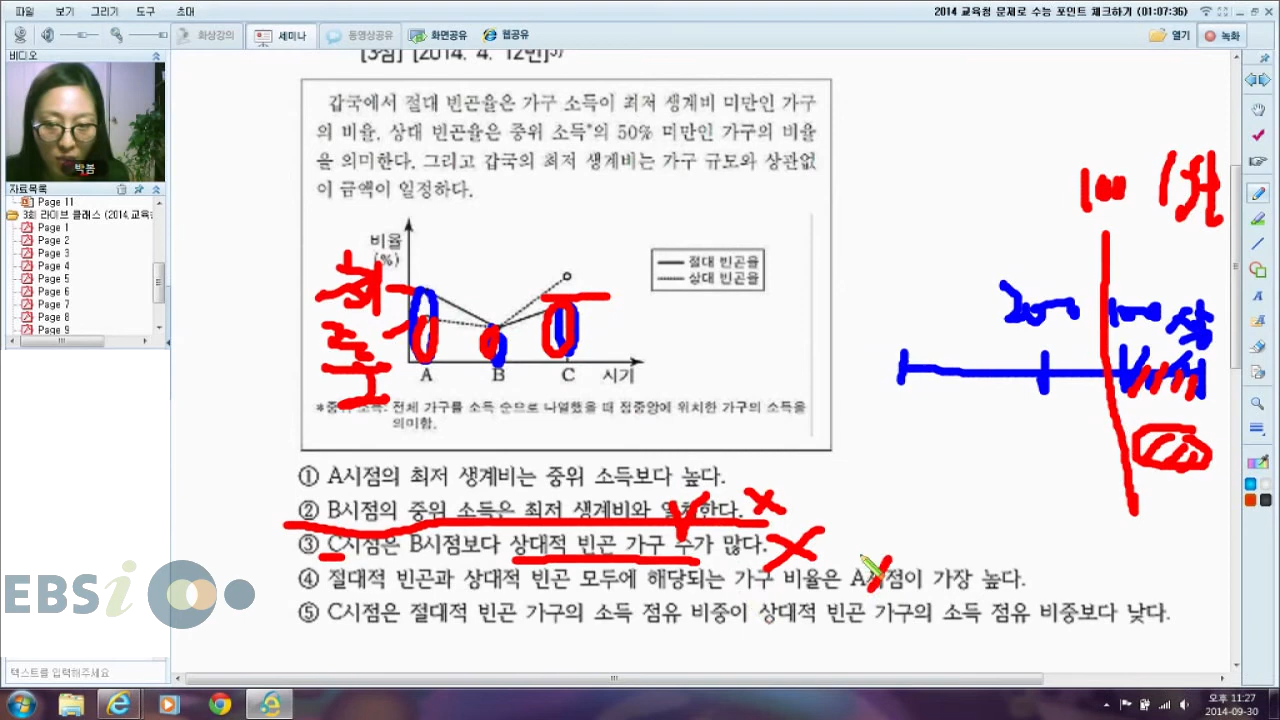 파일 보기 그리기 도구 초대
2014 교육청 문제로 수능 포인트 체크하기 (01:07:36)
화상강의 세미나 동영상공유 화면공유 웹공유
열기 녹화
비디오
박봄
자료목록
Page 11
3회 라이브 클래스 (2014.교육청
Page 1
Page 2
Page 3
Page 4
Page 5
Page 6
Page 7
Page 8
Page 9
텍스트를 입력해주세요
[3점] [2014. 4. 12번]
갑국에서 절대 빈곤율은 가구 소득이 최저 생계비 미만인 가구
의 비율, 상대 빈곤율은 중위 소득*의 50% 미만인 가구의 비율
을 의미한다. 그리고 갑국의 최저 생계비는 가구 규모와 상관없
이 금액이 일정하다.
비율
(%)
절대 빈곤율
상대 빈곤율
A B C 시기
*중위 소득: 전체 가구를 소득 순으로 나열했을 때 정중앙에 위치한 가구의 소득을
의미함.
① A시점의 최저 생계비는 중위 소득보다 높다.
② B시점의 중위 소득은 최저 생계비와 일치한다.
③ C시점은 B시점보다 상대적 빈곤 가구 수가 많다.
④ 절대적 빈곤과 상대적 빈곤 모두에 해당되는 가구 비율은 A시점이 가장 높다.
⑤ C시점은 절대적 빈곤 가구의 소득 점유 비중이 상대적 빈곤 가구의 소득 점유 비중보다 낮다.
100
200
100
EBSi
오후 11:27
2014-09-30